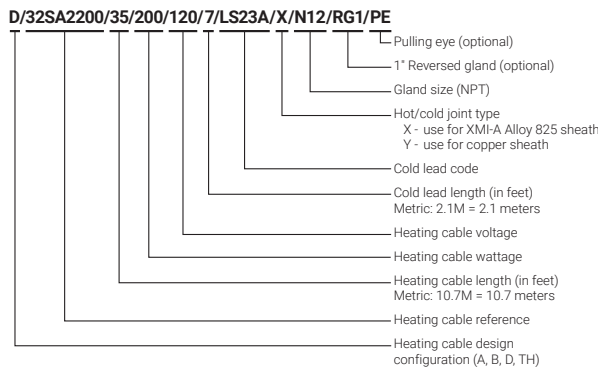 D/32SA2200/35/200/120/7/LS23A/X/N12/RG1/PE
Pulling eye (optional)
1" Reversed gland (optional)
Gland size (NPT)
Hot/cold joint type
X - use for XMI-A Alloy 825 sheath
Y - use for copper sheath
Cold lead code
Cold lead length (in feet)
Metric: 2.1M = 2.1 meters
Heating cable voltage
Heating cable wattage
Heating cable length (in feet)
Metric: 10.7M = 10.7 meters
Heating cable reference
Heating cable design
configuration (A, B, D, TH)